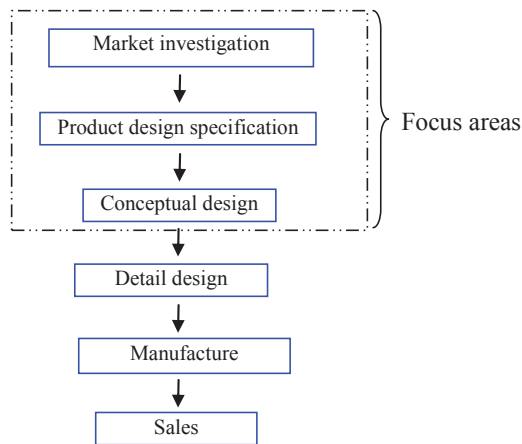 Market investigation
Product design specification
Focus areas
Conceptual design
Detail design
Manufacture
Sales